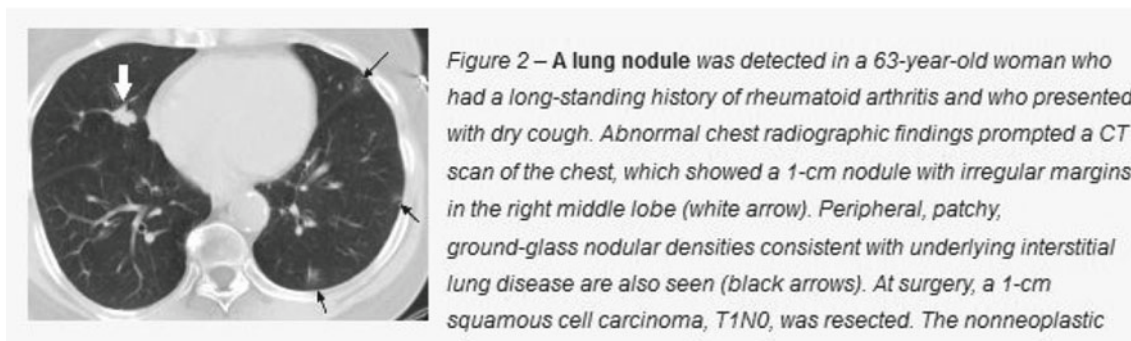 Figure 2 – A lung nodule was detected in a 63-year-old woman who
had a long-standing history of rheumatoid arthritis and who presented
with dry cough. Abnormal chest radiographic findings prompted a CT
scan of the chest, which showed a 1-cm nodule with irregular margins
in the right middle lobe (white arrow). Peripheral, patchy,
ground-glass nodular densities consistent with underlying interstitial
lung disease are also seen (black arrows). At surgery, a 1-cm
squamous cell carcinoma, T1N0, was resected. The nonneoplastic